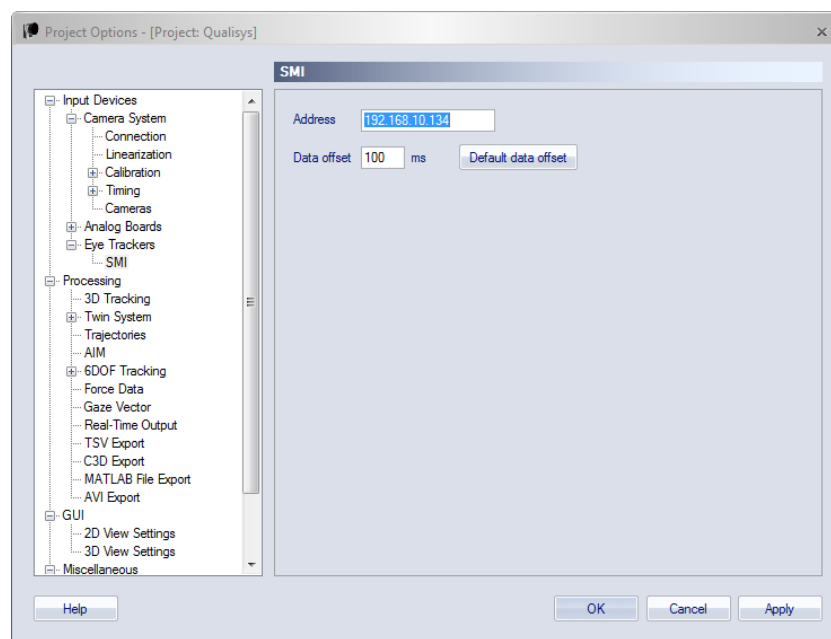 Project Options - [Project: Qualisys]
SMI
Input Devices
Camera System
Connection
Linearization
Calibration
Timing
Cameras
Analog Boards
Eye Trackers
SMI
Processing
3D Tracking
Twin System
Trajectories
AIM
6DOF Tracking
Force Data
Gaze Vector
Real-Time Output
TSV Export
C3D Export
MATLAB File Export
AVI Export
GUI
2D View Settings
3D View Settings
Miscellaneous
Address 192.168.10.134
Data offset 100 ms Default data offset
Help OK Cancel Apply